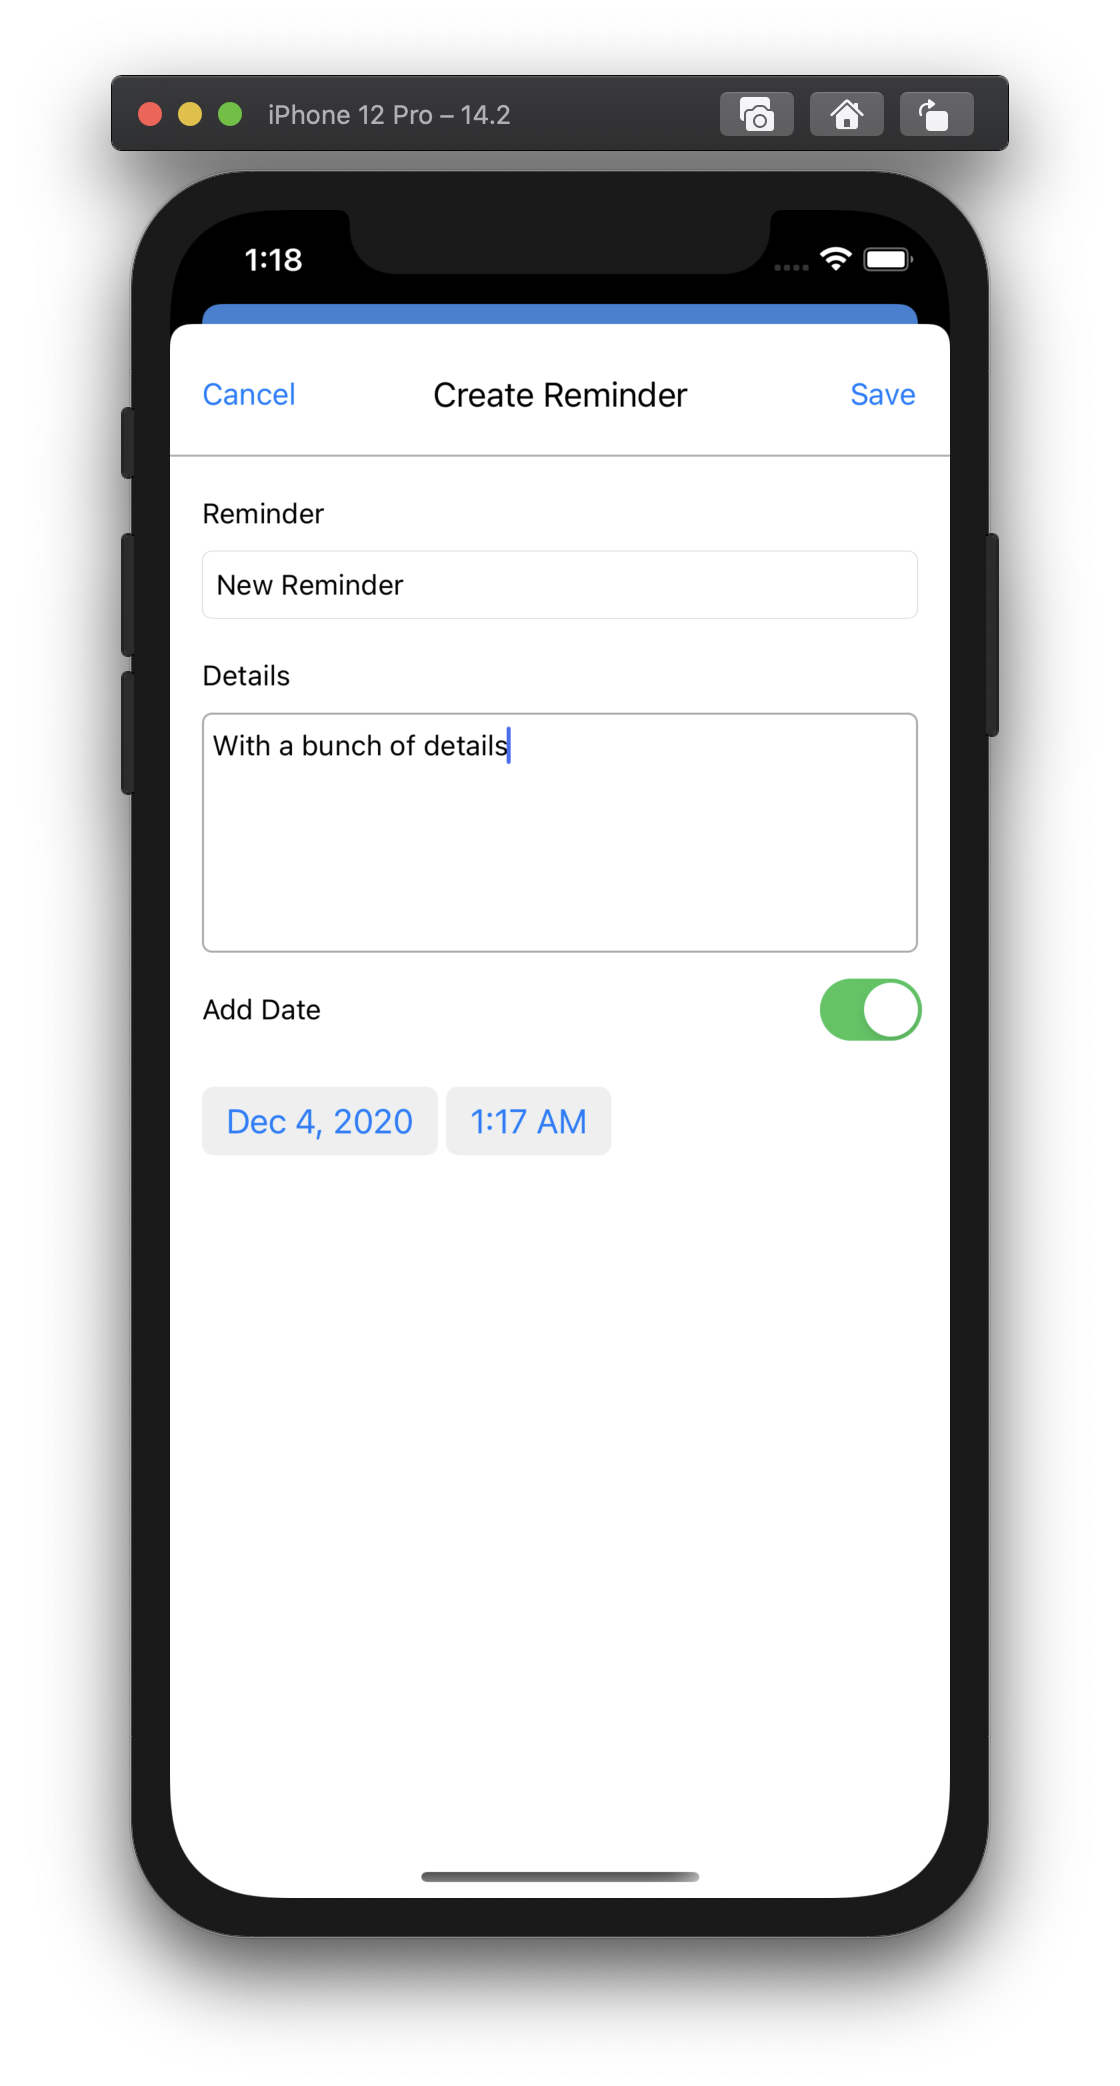 iPhone 12 Pro – 14.2
1:18
Cancel Create Reminder Save
Reminder
New Reminder
Details
With a bunch of details
Add Date
Dec 4, 2020 1:17 AM